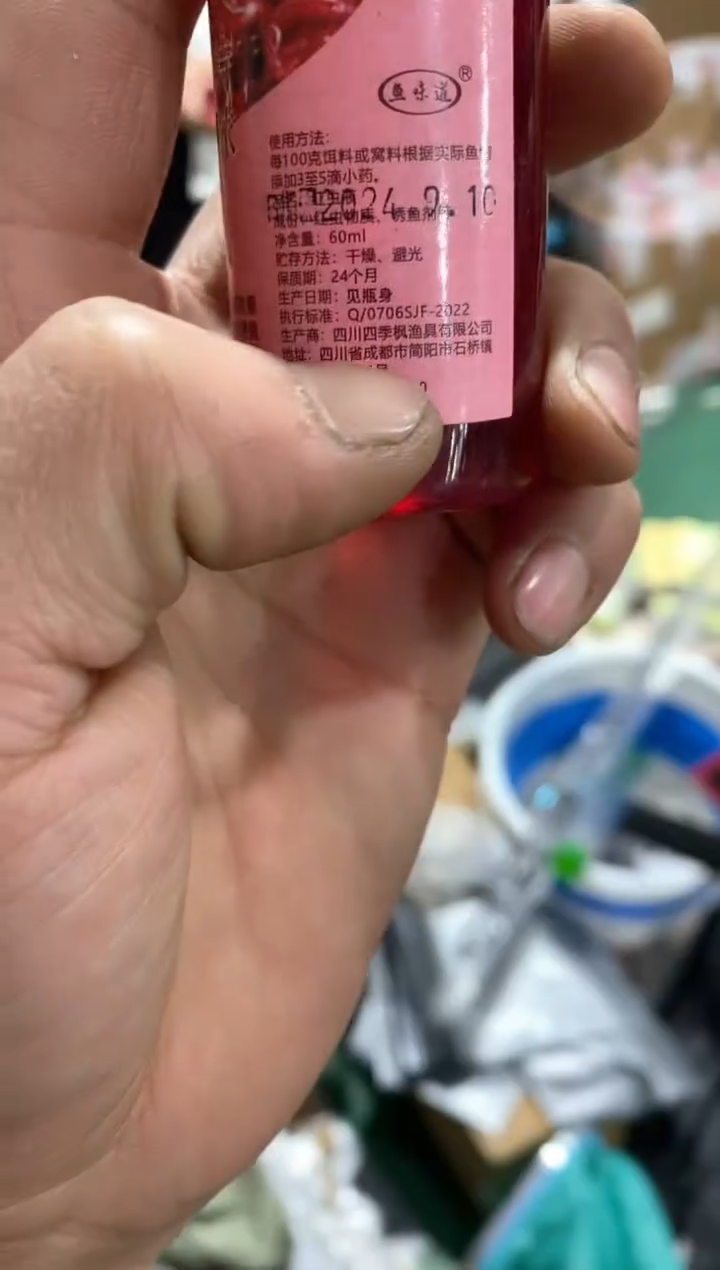 鱼味道®
使用方法：
每100克饵料或窝料根据实际鱼情
添加3至5滴小药。
2024. 9. 10
净含量：60ml
贮存方法：干燥、避光
保质期：24个月
生产日期：见瓶身
执行标准：Q/0706SJF-2022
生产商：四川四季枫渔具有限公司
地址：四川省成都市简阳市石桥镇